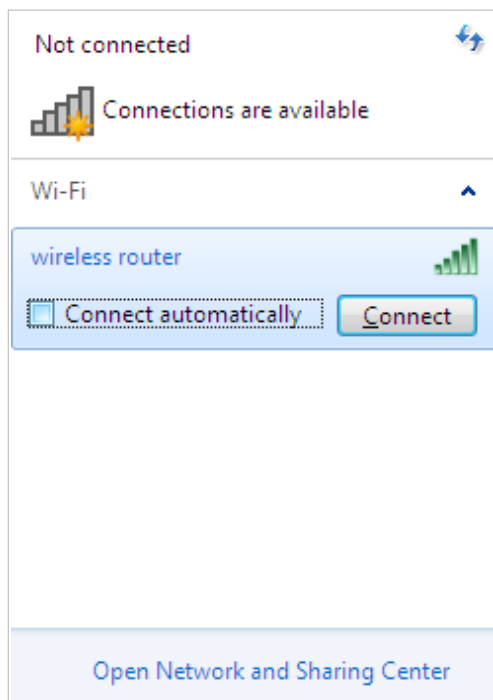 Not connected
Connections are available
Wi-Fi
wireless router
Connect automatically Connect
Open Network and Sharing Center